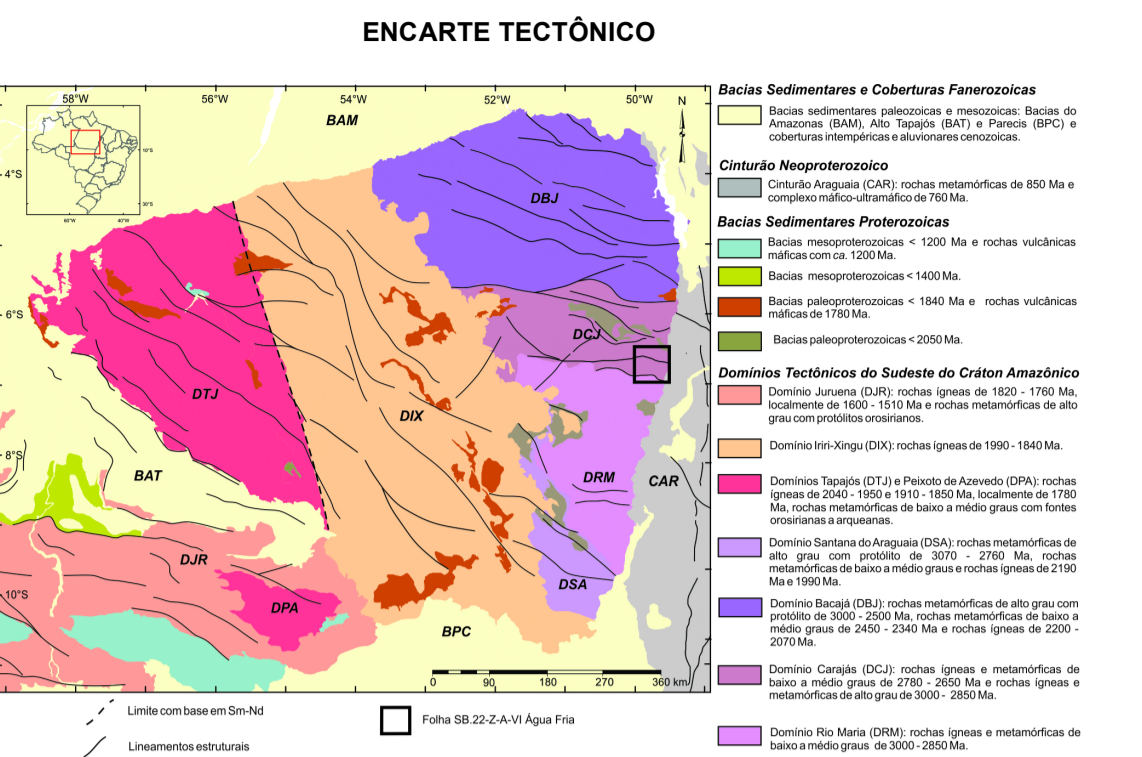 ENCARTE TECTÔNICO
58°W
56°W
54°W
52°W
50°W
N
BAM
10°S
30°S
60°W
40°W
4°S
6°S
8°S
10°S
DBJ
DCJ
DTJ
DIX
BAT
DRM
CAR
DJR
DSA
DPA
BPC
0 90 180 270 360 km
Limite com base em Sm-Nd
Lineamentos estruturais
Folha SB.22-Z-A-VI Água Fria
Bacias Sedimentares e Coberturas Fanerozoicas
Bacias sedimentares paleozoicas e mesozoicas: Bacias do
Amazonas (BAM), Alto Tapajós (BAT) e Parecis (BPC) e
coberturas intempéricas e aluvionares cenozoicas.
Cinturão Neoproterozoico
Cinturão Araguaia (CAR): rochas metamórficas de 850 Ma e
complexo máfico-ultramáfico de 760 Ma.
Bacias Sedimentares Proterozoicas
Bacias mesoproterozoicas < 1200 Ma e rochas vulcânicas
máficas com ca. 1200 Ma.
Bacias mesoproterozoicas < 1400 Ma.
Bacias paleoproterozoicas < 1840 Ma e rochas vulcânicas
máficas de 1780 Ma.
Bacias paleoproterozoicas < 2050 Ma.
Domínios Tectônicos do Sudeste do Cráton Amazônico
Domínio Juruena (DJR): rochas ígneas de 1820 - 1760 Ma,
localmente de 1600 - 1510 Ma e rochas metamórficas de alto
grau com protólitos orosirianos.
Domínio Iriri-Xingu (DIX): rochas ígneas de 1990 - 1840 Ma.
Domínios Tapajós (DTJ) e Peixoto de Azevedo (DPA): rochas
ígneas de 2040 - 1950 e 1910 - 1850 Ma, localmente de 1780
Ma, rochas metamórficas de baixo a médio graus com fontes
orosirianas a arqueanas.
Domínio Santana do Araguaia (DSA): rochas metamórficas de
alto grau com protólito de 3070 - 2760 Ma, rochas
metamórficas de baixo a médio graus e rochas ígneas de 2190
Ma e 1990 Ma.
Domínio Bacajá (DBJ): rochas metamórficas de alto grau com
protólito de 3000 - 2500 Ma, rochas metamórficas de baixo a
médio graus de 2450 - 2340 Ma e rochas ígneas de 2200 -
2070 Ma.
Domínio Carajás (DCJ): rochas ígneas e metamórficas de
baixo a médio graus de 2780 - 2650 Ma e rochas ígneas e
metamórficas de alto grau de 3000 - 2850 Ma.
Domínio Rio Maria (DRM): rochas ígneas e metamórficas de
baixo a médio graus de 3000 - 2850 Ma.